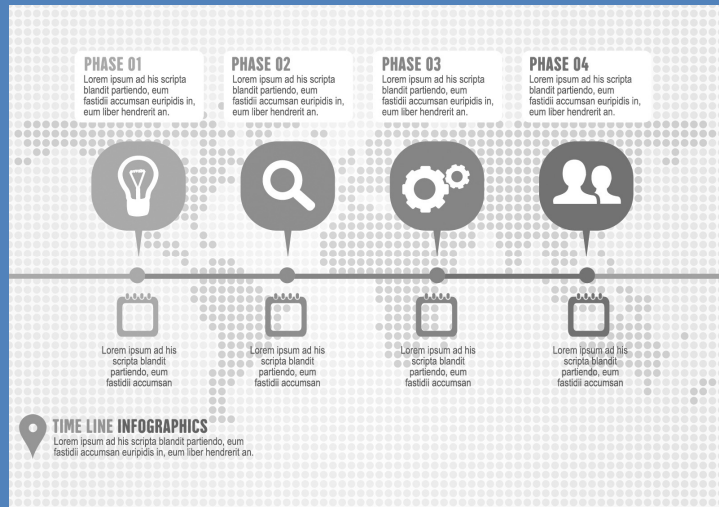 PHASE 01
Lorem ipsum ad his scripta
blandit partiendo, eum
fastidii accumsan euripidis in,
eum liber hendrerit an.
PHASE 02
Lorem ipsum ad his scripta
blandit partiendo, eum
fastidii accumsan euripidis in,
eum liber hendrerit an.
PHASE 03
Lorem ipsum ad his scripta
blandit partiendo, eum
fastidii accumsan euripidis in,
eum liber hendrerit an.
PHASE 04
Lorem ipsum ad his scripta
blandit partiendo, eum
fastidii accumsan euripidis in,
eum liber hendrerit an.
Lorem ipsum ad his
scripta blandit
partiendo, eum
fastidii accumsan
Lorem ipsum ad his
scripta blandit
partiendo, eum
fastidii accumsan
Lorem ipsum ad his
scripta blandit
partiendo, eum
fastidii accumsan
Lorem ipsum ad his
scripta blandit
partiendo, eum
fastidii accumsan
TIME LINE INFOGRAPHICS
Lorem ipsum ad his scripta blandit partiendo, eum
fastidii accumsan euripidis in, eum liber hendrerit an.